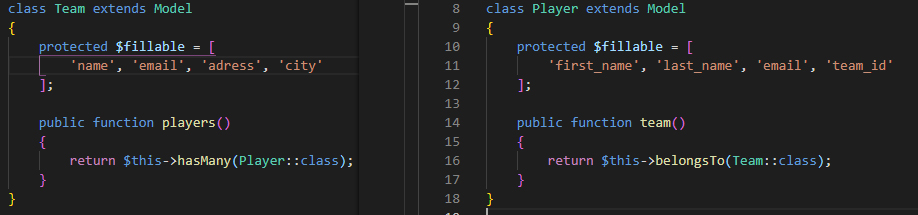 class Team extends Model
{
    protected $fillable = [
        'name', 'email', 'adress', 'city'
    ];

    public function players()
    {
        return $this->hasMany(Player::class);
    }
}
8 class Player extends Model
9 {
10     protected $fillable = [
11         'first_name', 'last_name', 'email', 'team_id'
12     ];
13
14     public function team()
15     {
16         return $this->belongsTo(Team::class);
17     }
18 }